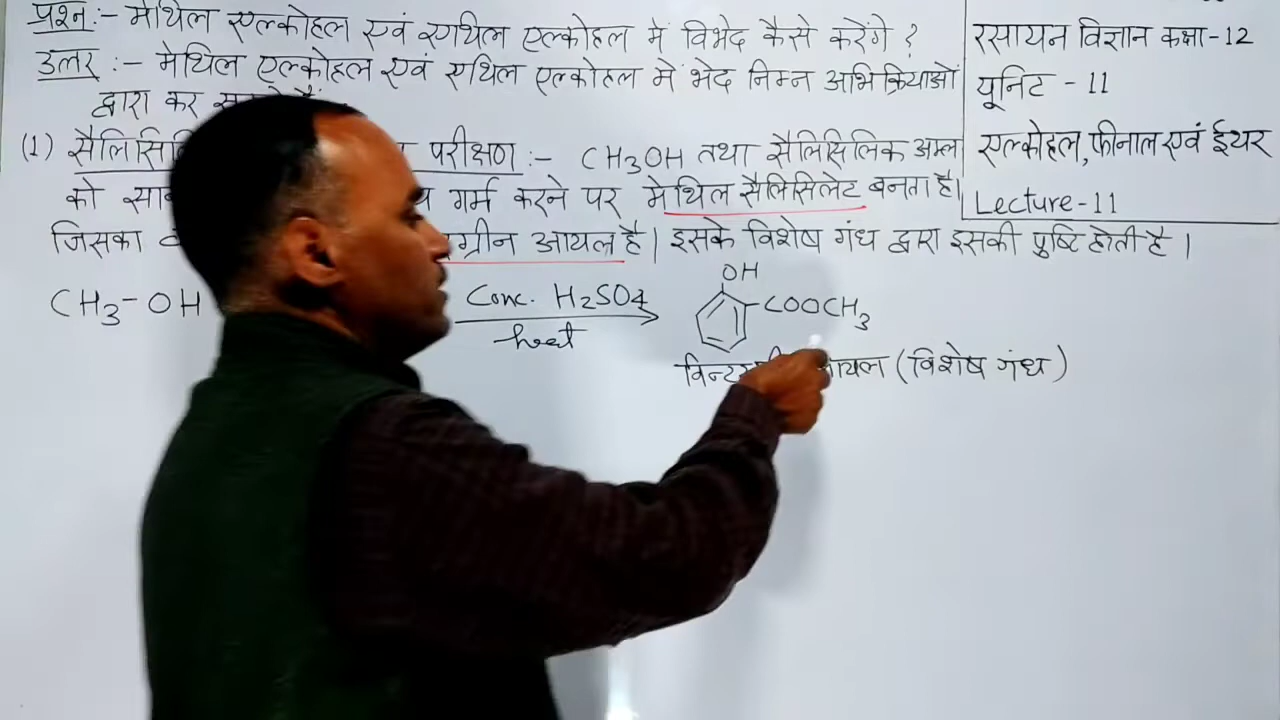 प्रश्न :- मेथिल एल्कोहल एवं एथिल एल्कोहल में विभेद कैसे करेंगे ?
उत्तर :- मेथिल एल्कोहल एवं एथिल एल्कोहल में भेद निम्न अभिक्रियाओं
द्वारा कर
(1) परीक्षण :- CH3OH तथा सैलिसिलिक अम्ल
को गर्म करने पर मेथिल सैलिसिलेट बनता है।
जिसका ग्रीन आयल है। इसके विशेष गंध द्वारा इसकी पुष्टि होती है।
CH3-OH Conc. H2SO4
heat
OH
COOCH3
आयल (विशेष गंध)
रसायन विज्ञान कक्षा-12
यूनिट - 11
एल्कोहल, फीनाल एवं ईथर
Lecture-11